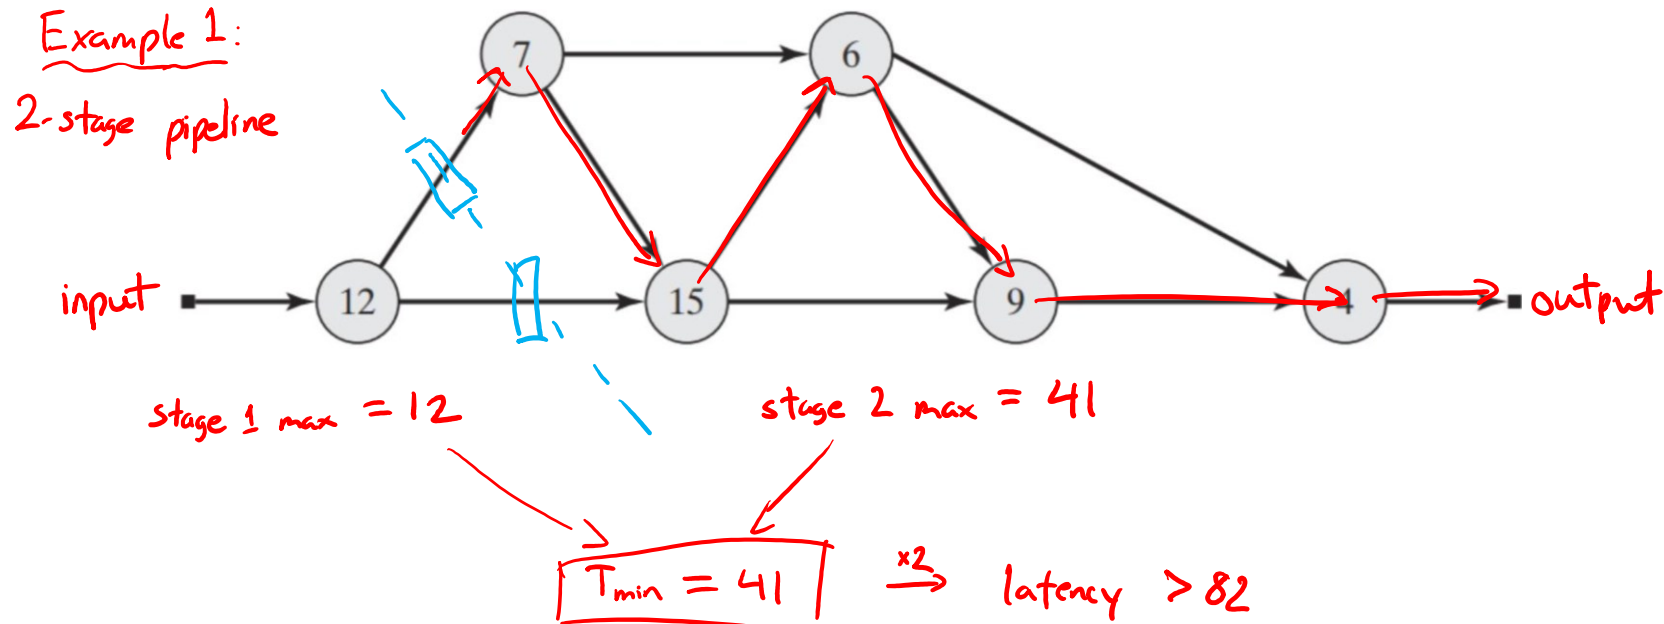 Example 1:
2-stage pipeline
7
6
input
12
15
9
4
output
stage 1 max = 12
stage 2 max = 41
Tmin = 41
x2
latency > 82